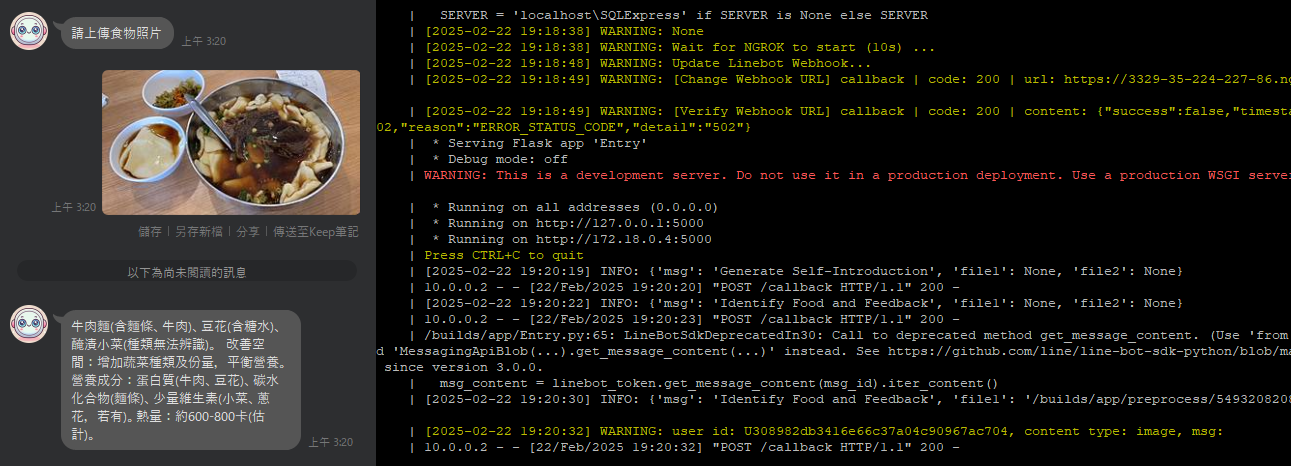 請上傳食物照片
上午 3:20
上午 3:20
儲存 | 另存新檔 | 分享 | 傳送至Keep筆記
以下為尚未閱讀的訊息
牛肉麵(含麵條、牛肉)、豆花(含糖水)、
醃漬小菜(種類無法辨識)。 改善空
間：增加蔬菜種類及份量，平衡營養。
營養成分：蛋白質(牛肉、豆花)、碳水
化合物(麵條)、少量維生素(小菜、蔥
花，若有)。熱量：約600-800卡(估
計)。
上午 3:20
| SERVER = 'localhost\SQLExpress' if SERVER is None else SERVER
| [2025-02-22 19:18:38] WARNING: None
| [2025-02-22 19:18:38] WARNING: Wait for NGROK to start (10s) ...
| [2025-02-22 19:18:48] WARNING: Update Linebot Webhook...
| [2025-02-22 19:18:49] WARNING: [Change Webhook URL] callback | code: 200 | url: https://3329-35-224-227-86.ng
| [2025-02-22 19:18:49] WARNING: [Verify Webhook URL] callback | code: 200 | content: {"success":false,"timesta
02,"reason":"ERROR_STATUS_CODE","detail":"502"}
| * Serving Flask app 'Entry'
| * Debug mode: off
| WARNING: This is a development server. Do not use it in a production deployment. Use a production WSGI server
| * Running on all addresses (0.0.0.0)
| * Running on http://127.0.0.1:5000
| * Running on http://172.18.0.4:5000
| Press CTRL+C to quit
| [2025-02-22 19:20:19] INFO: {'msg': 'Generate Self-Introduction', 'file1': None, 'file2': None}
| 10.0.0.2 - - [22/Feb/2025 19:20:20] "POST /callback HTTP/1.1" 200 -
| [2025-02-22 19:20:22] INFO: {'msg': 'Identify Food and Feedback', 'file1': None, 'file2': None}
| 10.0.0.2 - - [22/Feb/2025 19:20:23] "POST /callback HTTP/1.1" 200 -
| /builds/app/Entry.py:65: LineBotSdkDeprecatedIn30: Call to deprecated method get_message_content. (Use 'from
d 'MessagingApiBlob(...).get_message_content(...)' instead. See https://github.com/line/line-bot-sdk-python/blob/ma
since version 3.0.0.
| msg_content = linebot_token.get_message_content(msg_id).iter_content()
| [2025-02-22 19:20:30] INFO: {'msg': 'Identify Food and Feedback', 'file1': '/builds/app/preprocess/5493208208
| [2025-02-22 19:20:32] WARNING: user id: U308982db3416e66c37a04c90967ac704, content type: image, msg:
| 10.0.0.2 - - [22/Feb/2025 19:20:32] "POST /callback HTTP/1.1" 200 -